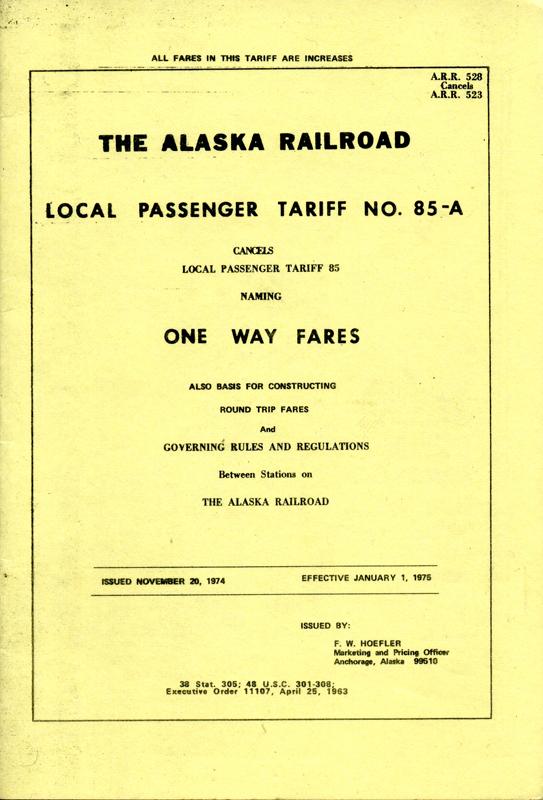 ALL FARES IN THIS TARIFF ARE INCREASES
A.R.R. 528
Cancels
A.R.R. 523
THE ALASKA RAILROAD
LOCAL PASSENGER TARIFF NO. 85-A
CANCELS
LOCAL PASSENGER TARIFF 85
NAMING
ONE WAY FARES
ALSO BASIS FOR CONSTRUCTING
ROUND TRIP FARES
And
GOVERNING RULES AND REGULATIONS
Between Stations on
THE ALASKA RAILROAD
ISSUED NOVEMBER 20, 1974
EFFECTIVE JANUARY 1, 1975
ISSUED BY:
F. W. HOEFLER
Marketing and Pricing Officer
Anchorage, Alaska 99510
38 Stat. 305; 48 U.S.C. 301-308;
Executive Order 11107, April 25, 1963